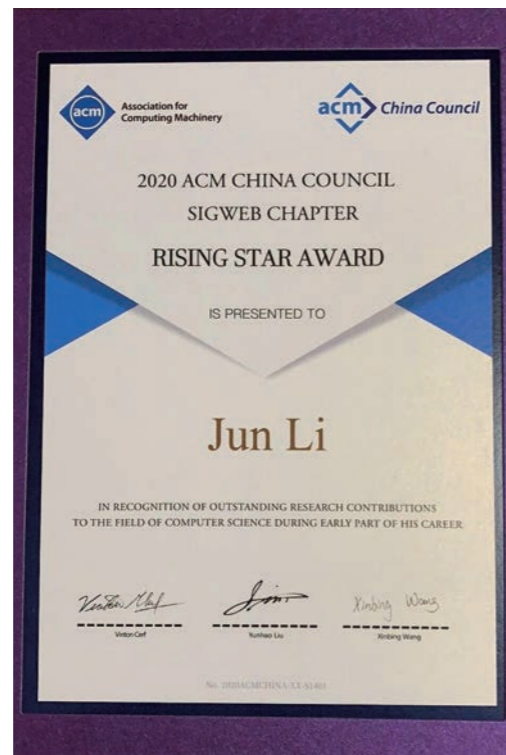 acm
Association for
Computing Machinery
acm China Council
2020 ACM CHINA COUNCIL
SIGWEB CHAPTER
RISING STAR AWARD
IS PRESENTED TO
Jun Li
IN RECOGNITION OF OUTSTANDING RESEARCH CONTRIBUTIONS
TO THE FIELD OF COMPUTER SCIENCE DURING EARLY PART OF HIS CAREER
Xinbing Wang
Vinton Cerf
Yunhao Liu
Xinbing Wang